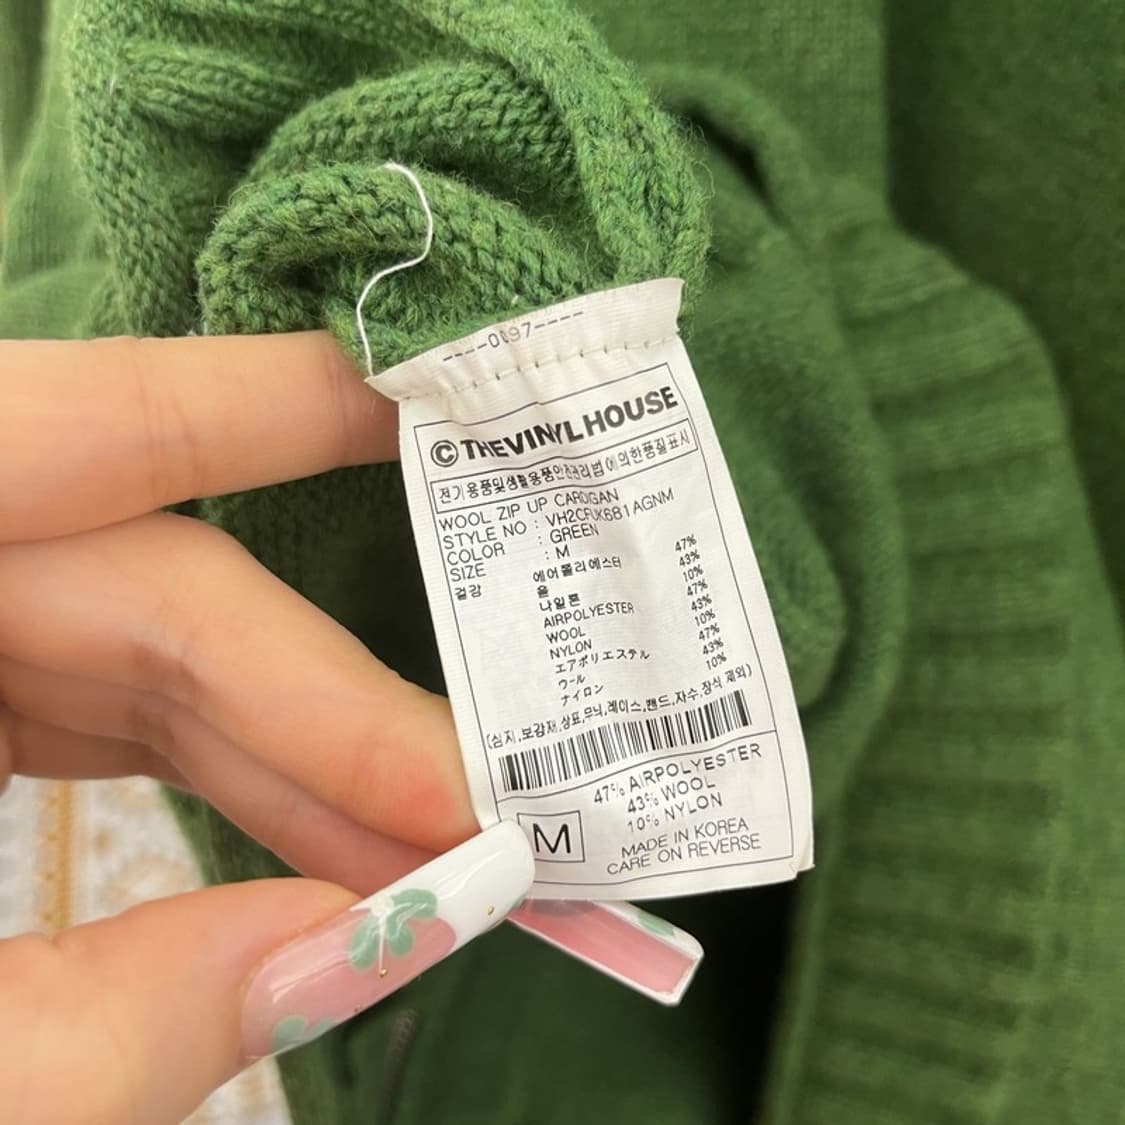 ----0097----
© THEVINYLHOUSE
전기용품및생활용품안전관리법에의한품질표시
WOOL ZIP UP CARDIGAN
STYLE NO : VH2CFUK681AGNM
COLOR : GREEN
SIZE : M
겉감 에어폴리에스터 47%
울 43%
나일론 10%
AIRPOLYESTER 47%
WOOL 43%
NYLON 10%
エアポリエステル 47%
ウール 43%
ナイロン 10%
(심지,보강재,상표,무늬,레이스,밴드,자수,장식 제외)
47% AIRPOLYESTER
43% WOOL
10% NYLON
M
MADE IN KOREA
CARE ON REVERSE